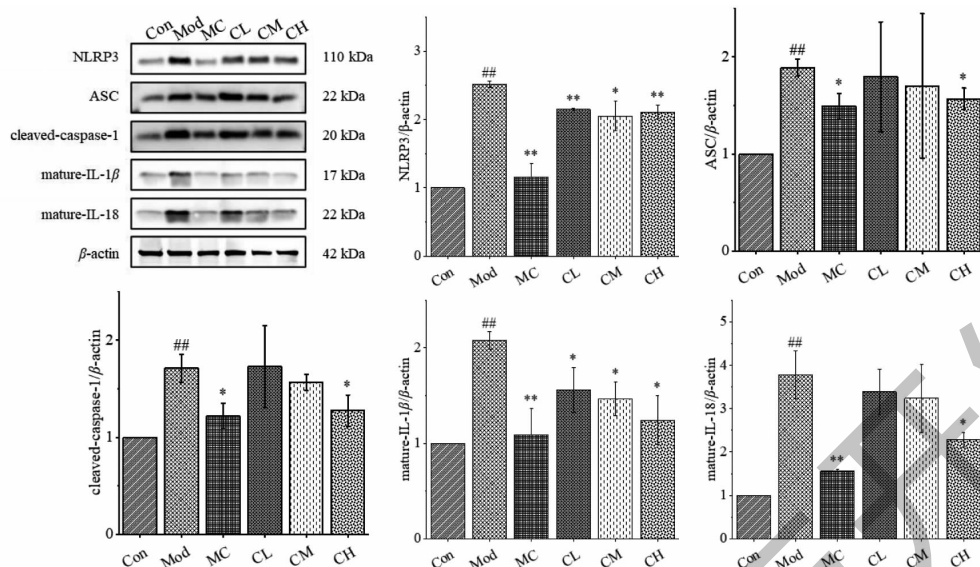 Con Mod MC CL CM CH
NLRP3 110 kDa
ASC 22 kDa
cleaved-caspase-1 20 kDa
mature-IL-1β 17 kDa
mature-IL-18 22 kDa
β-actin 42 kDa
NLRP3/β-actin
3
2
1
0
##
**
**
*
**
Con Mod MC CL CM CH
ASC/β-actin
2
1
0
##
*
*
Con Mod MC CL CM CH
cleaved-caspase-1/β-actin
2
1
0
##
*
*
Con Mod MC CL CM CH
mature-IL-1β/β-actin
2
1
0
##
**
*
*
*
Con Mod MC CL CM CH
mature-IL-18/β-actin
5
4
3
2
1
0
##
**
*
Con Mod MC CL CM CH